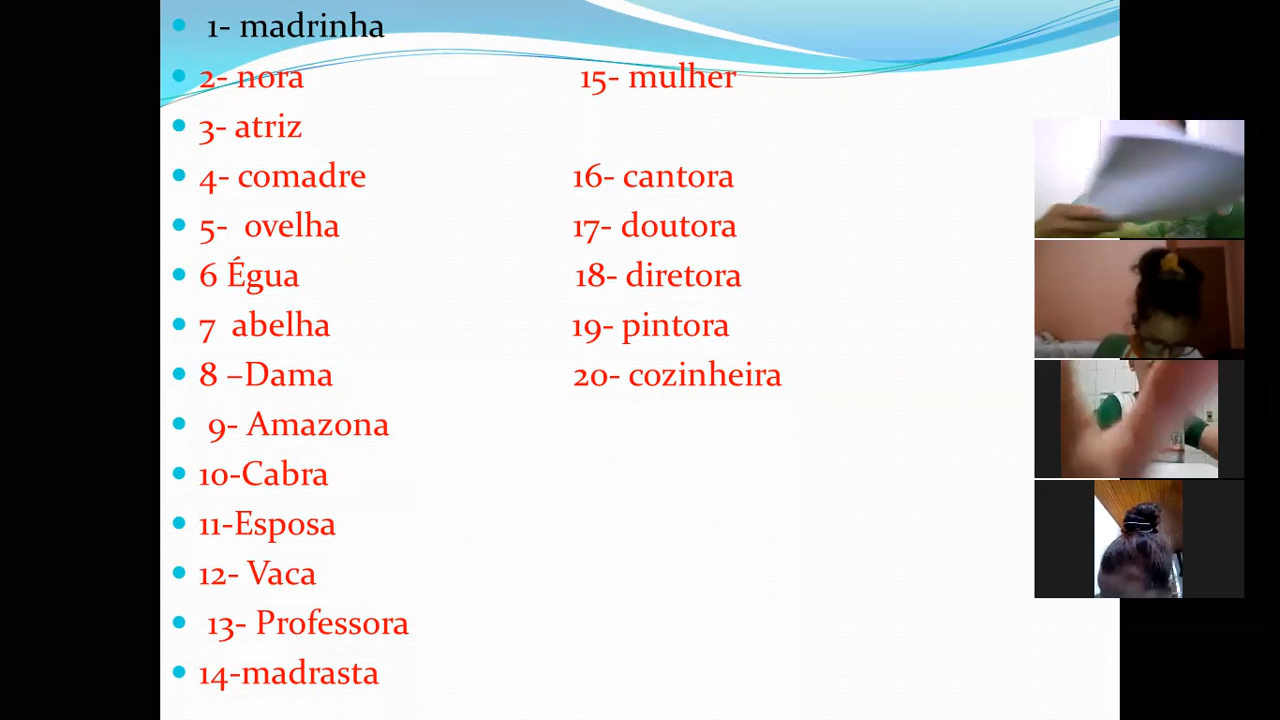 1- madrinha
2- nora 15- mulher
3- atriz
4- comadre 16- cantora
5- ovelha 17- doutora
6 Égua 18- diretora
7 abelha 19- pintora
8 –Dama 20- cozinheira
9- Amazona
10-Cabra
11-Esposa
12- Vaca
13- Professora
14-madrasta